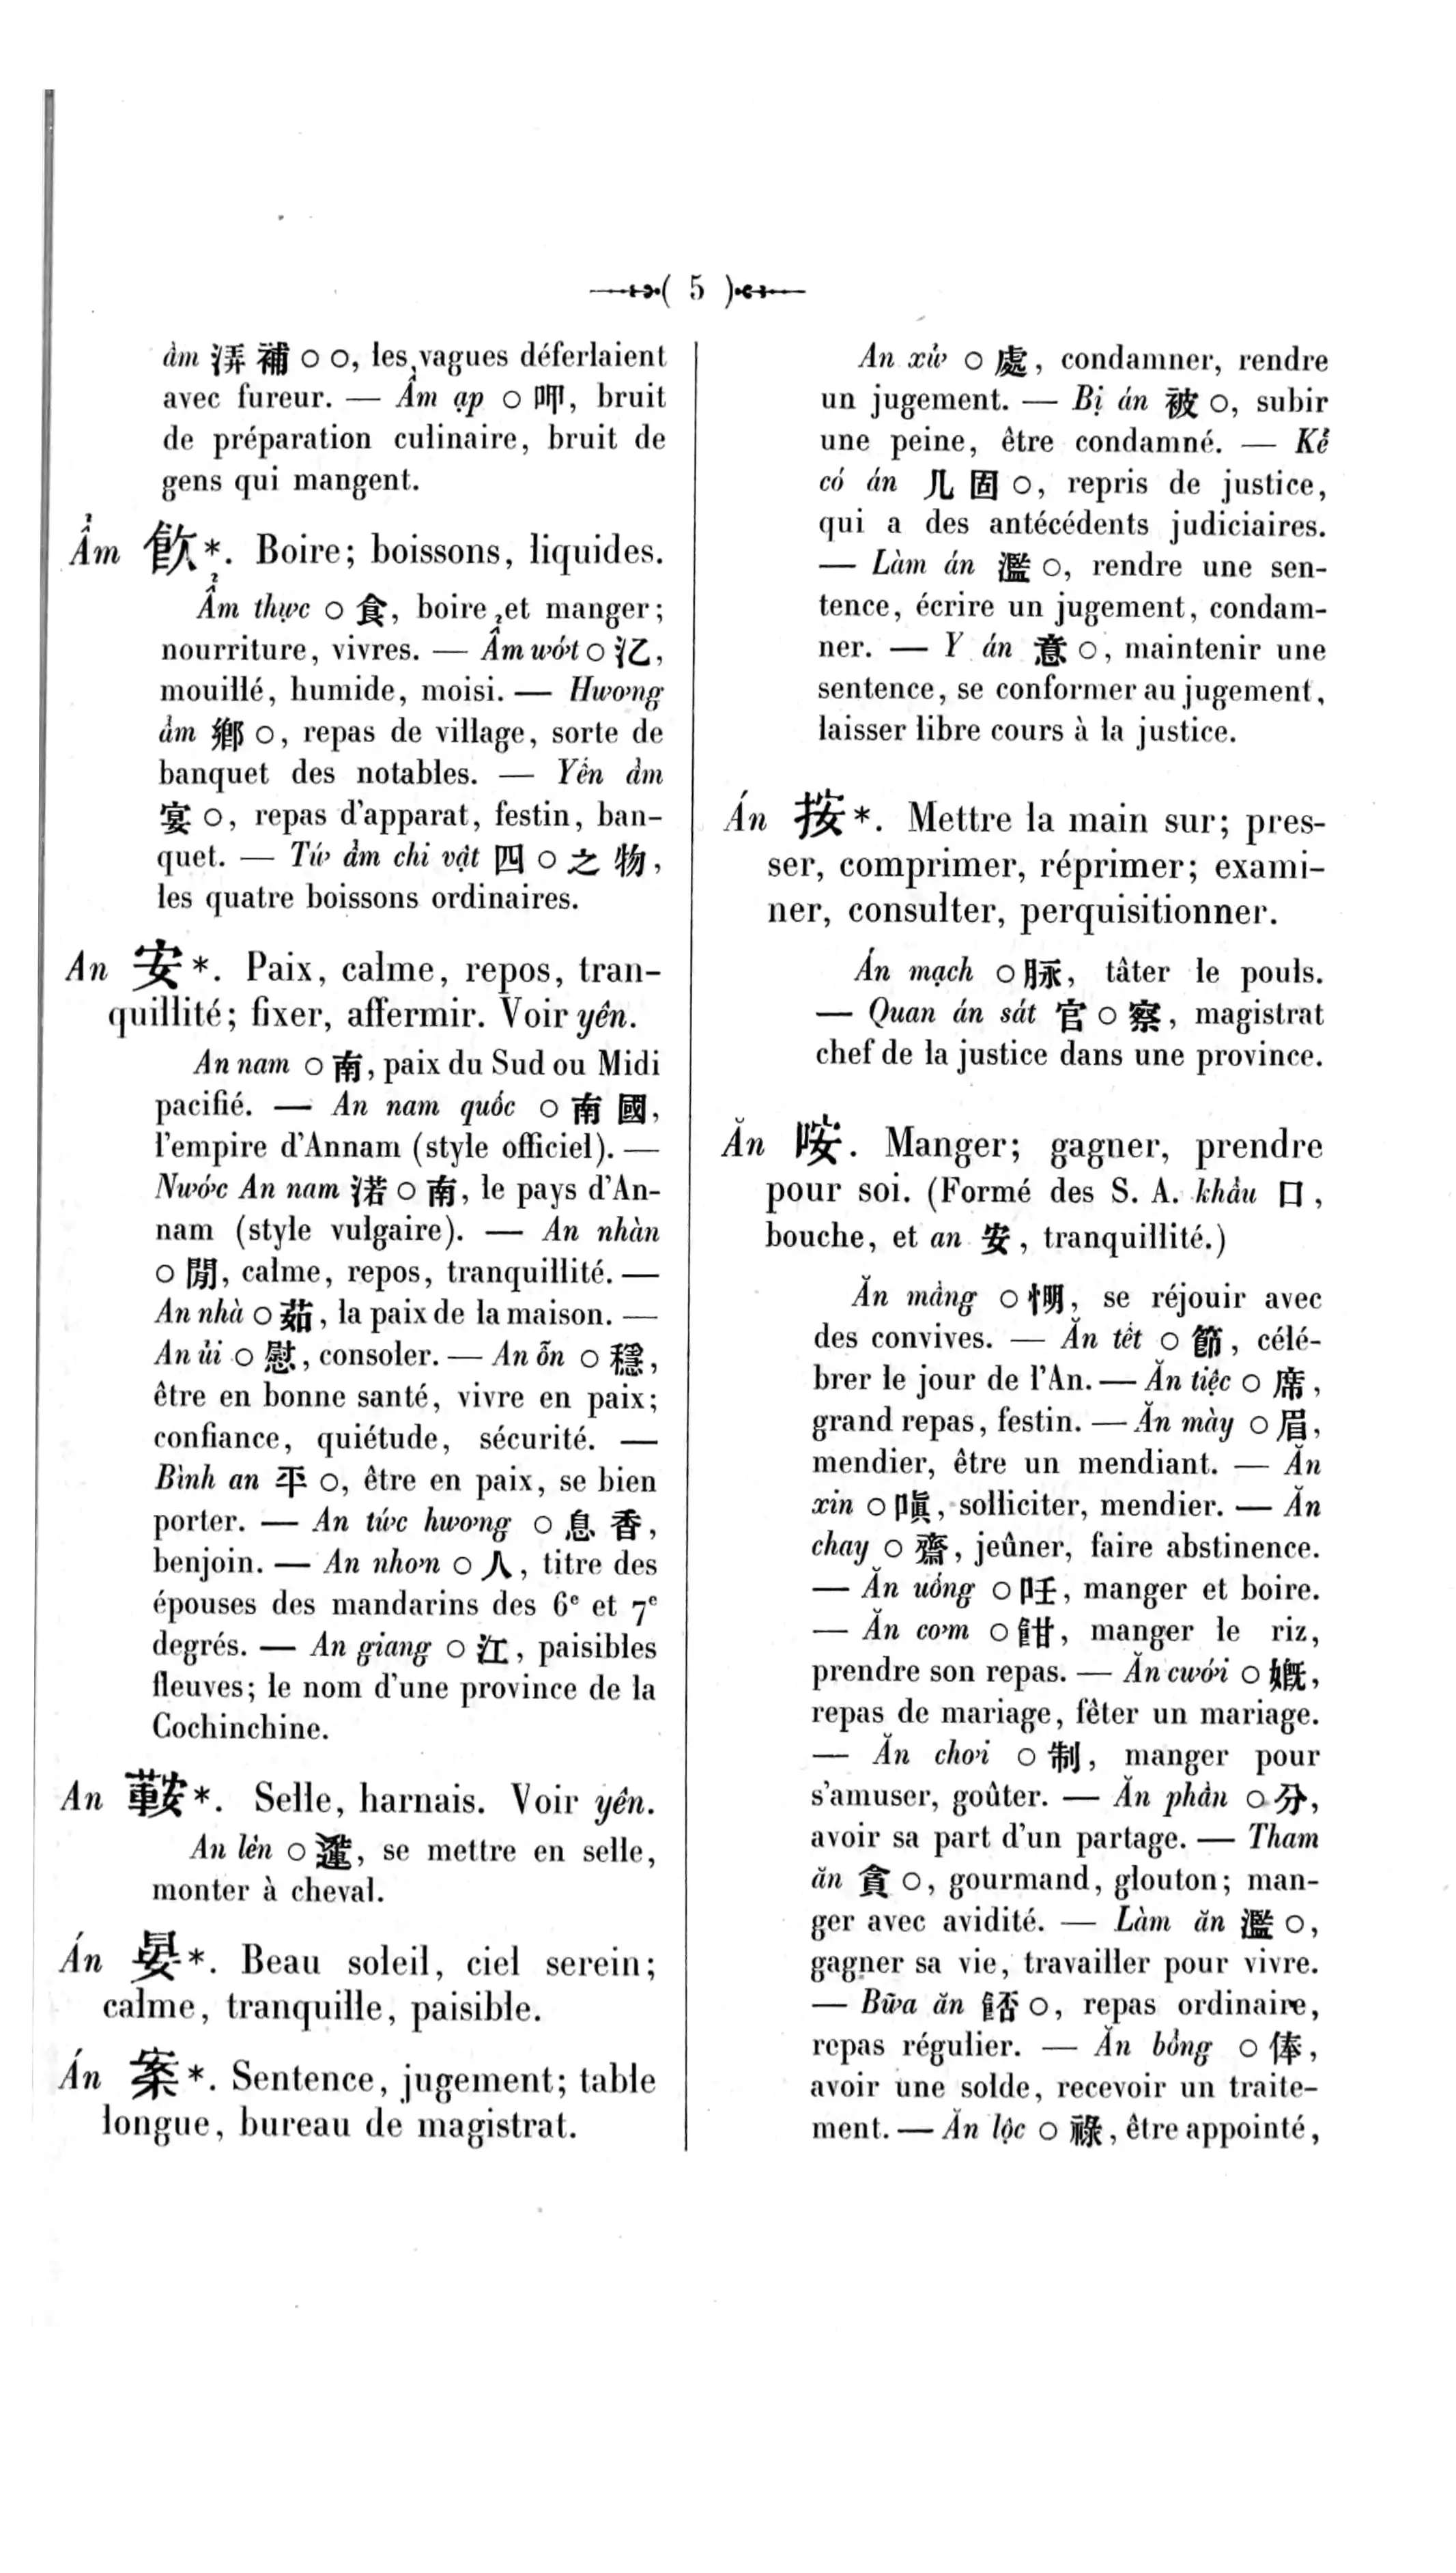 ( 5 )
ầm 𣴜 補 ○ ○, les vagues déferlaient
avec fureur. — Ầm ạp ○ 呷, bruit
de préparation culinaire, bruit de
gens qui mangent.
Ẩm 飮*. Boire; boissons, liquides.
Ẩm thực ○ 食, boire et manger;
nourriture, vivres. — Ẩm ướt ○ 氵乙,
mouillé, humide, moisi. — Hương
ẩm 鄉 ○, repas de village, sorte de
banquet des notables. — Yến ẩm
宴 ○, repas d'apparat, festin, ban-
quet. — Tứ ẩm chi vật 四 ○ 之 物,
les quatre boissons ordinaires.
An 安*. Paix, calme, repos, tran-
quillité; fixer, affermir. Voir yên.
An nam ○ 南, paix du Sud ou Midi
pacifié. — An nam quốc ○ 南 國,
l'empire d'Annam (style officiel). —
Nước An nam 渃 ○ 南, le pays d'An-
nam (style vulgaire). — An nhàn
○ 閒, calme, repos, tranquillité. —
An nhà ○ 茹, la paix de la maison. —
An ủi ○ 慰, consoler. — An ổn ○ 穩,
être en bonne santé, vivre en paix;
confiance, quiétude, sécurité. —
Bình an 平 ○, être en paix, se bien
porter. — An tức hương ○ 息 香,
benjoin. — An nhơn ○ 人, titre des
épouses des mandarins des 6e et 7e
degrés. — An giang ○ 江, paisibles
fleuves; le nom d'une province de la
Cochinchine.
An 鞍*. Selle, harnais. Voir yên.
An lên ○, se mettre en selle,
monter à cheval.
Án 晏*. Beau soleil, ciel serein;
calme, tranquille, paisible.
Án 案*. Sentence, jugement; table
longue, bureau de magistrat.
An xử ○ 處, condamner, rendre
un jugement. — Bị án 被 ○, subir
une peine, être condamné. — Kẻ
có án 几 固 ○, repris de justice,
qui a des antécédents judiciaires.
— Làm án 濫 ○, rendre une sen-
tence, écrire un jugement, condam-
ner. — Y án 意 ○, maintenir une
sentence, se conformer au jugement,
laisser libre cours à la justice.
Án 按*. Mettre la main sur; pres-
ser, comprimer, réprimer; exami-
ner, consulter, perquisitionner.
Án mạch ○ 脉, tâter le pouls.
— Quan án sát 官 ○ 察, magistrat
chef de la justice dans une province.
Ăn 咹. Manger; gagner, prendre
pour soi. (Formé des S. A. khẩu 口,
bouche, et an 安, tranquillité.)
Ăn mầng ○ 𢜠, se réjouir avec
des convives. — Ăn tết ○ 節, célé-
brer le jour de l'An. — Ăn tiệc ○ 席,
grand repas, festin. — Ăn mày ○ 眉,
mendier, être un mendiant. — Ăn
xin ○ 嗔, solliciter, mendier. — Ăn
chay ○ 齋, jeûner, faire abstinence.
— Ăn uống ○ 𠶖, manger et boire.
— Ăn cơm ○ 𩚵, manger le riz,
prendre son repas. — Ăn cưới ○,
repas de mariage, fêter un mariage.
— Ăn chơi ○ 制, manger pour
s'amuser, goûter. — Ăn phần ○ 分,
avoir sa part d'un partage. — Tham
ăn 貪 ○, gourmand, glouton; man-
ger avec avidité. — Làm ăn 濫 ○,
gagner sa vie, travailler pour vivre.
— Bữa ăn ○, repas ordinaire,
repas régulier. — Ăn bổng ○ 俸,
avoir une solde, recevoir un traite-
ment. — Ăn lộc ○ 祿, être appointé,